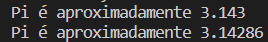 Pi é aproximadamente 3.143
Pi é aproximadamente 3.14286